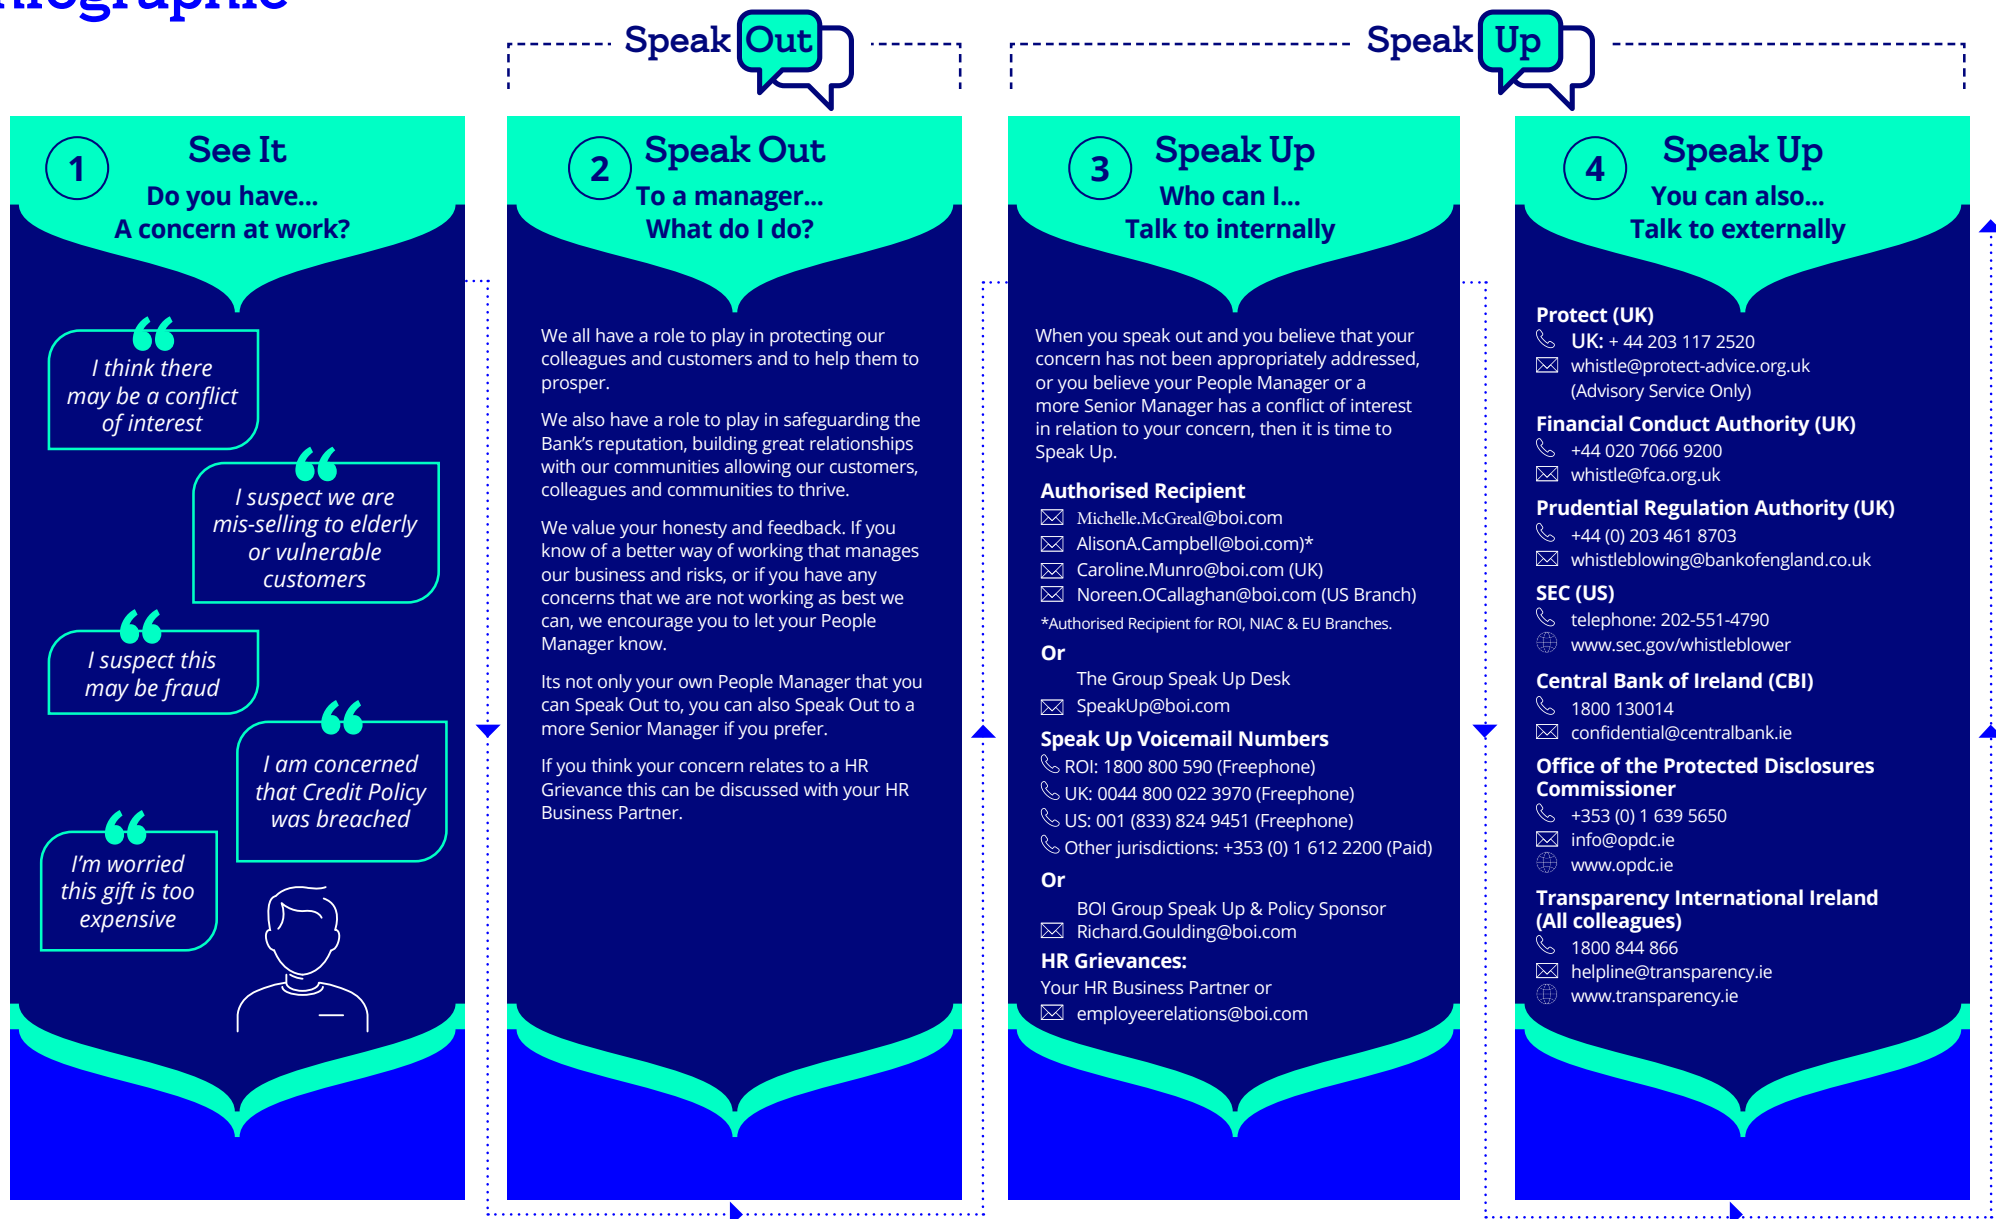 Speak Out
Speak Up
1
See It
Do you have...
A concern at work?
I think there
may be a conflict
of interest
I suspect we are
mis-selling to elderly
or vulnerable
customers
I suspect this
may be fraud
I am concerned
that Credit Policy
was breached
I'm worried
this gift is too
expensive
2
Speak Out
To a manager...
What do I do?
We all have a role to play in protecting our
colleagues and customers and to help them to
prosper.
We also have a role to play in safeguarding the
Bank's reputation, building great relationships
with our communities allowing our customers,
colleagues and communities to thrive.
We value your honesty and feedback. If you
know of a better way of working that manages
our business and risks, or if you have any
concerns that we are not working as best we
can, we encourage you to let your People
Manager know.
Its not only your own People Manager that you
can Speak Out to, you can also Speak Out to a
more Senior Manager if you prefer.
If you think your concern relates to a HR
Grievance this can be discussed with your HR
Business Partner.
3
Speak Up
Who can I...
Talk to internally
When you speak out and you believe that your
concern has not been appropriately addressed,
or you believe your People Manager or a
more Senior Manager has a conflict of interest
in relation to your concern, then it is time to
Speak Up.
Authorised Recipient
Michelle.McGreal@boi.com
AlisonA.Campbell@boi.com)*
Caroline.Munro@boi.com (UK)
Noreen.OCallaghan@boi.com (US Branch)
*Authorised Recipient for ROI, NIAC & EU Branches.
Or
The Group Speak Up Desk
SpeakUp@boi.com
Speak Up Voicemail Numbers
ROI: 1800 800 590 (Freephone)
UK: 0044 800 022 3970 (Freephone)
US: 001 (833) 824 9451 (Freephone)
Other jurisdictions: +353 (0) 1 612 2200 (Paid)
Or
BOI Group Speak Up & Policy Sponsor
Richard.Goulding@boi.com
HR Grievances:
Your HR Business Partner or
employeerelations@boi.com
4
Speak Up
You can also...
Talk to externally
Protect (UK)
UK: + 44 203 117 2520
whistle@protect-advice.org.uk
(Advisory Service Only)
Financial Conduct Authority (UK)
+44 020 7066 9200
whistle@fca.org.uk
Prudential Regulation Authority (UK)
+44 (0) 203 461 8703
whistleblowing@bankofengland.co.uk
SEC (US)
telephone: 202-551-4790
www.sec.gov/whistleblower
Central Bank of Ireland (CBI)
1800 130014
confidential@centralbank.ie
Office of the Protected Disclosures
Commissioner
+353 (0) 1 639 5650
info@opdc.ie
www.opdc.ie
Transparency International Ireland
(All colleagues)
1800 844 866
helpline@transparency.ie
www.transparency.ie